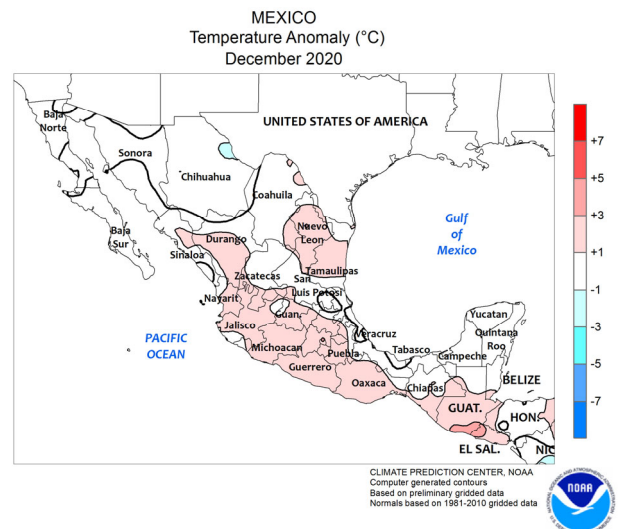 MEXICO
Temperature Anomaly (°C)
December 2020
Baja
Norte
UNITED STATES OF AMERICA
Sonora
Chihuahua
Coahuila
Baja
Sur
Nuevo
Leon
Gulf
of
Mexico
Durango
Sinaloa
Zacatecas
Tamaulipas
San
Luis Potosi
Nayarit
Guan.
Yucatan
Quintana
Roo
Jalisco
Veracruz
PACIFIC
OCEAN
Michoacan
Puebla
Tabasco
Campeche
Guerrero
Oaxaca
Chiapas
BELIZE
GUAT.
HON.
EL SAL.
NIC
+7
+5
+3
+1
-1
-3
-5
-7
CLIMATE PREDICTION CENTER, NOAA
Computer generated contours
Based on preliminary gridded data
Normals based on 1981-2010 gridded data
NOAA